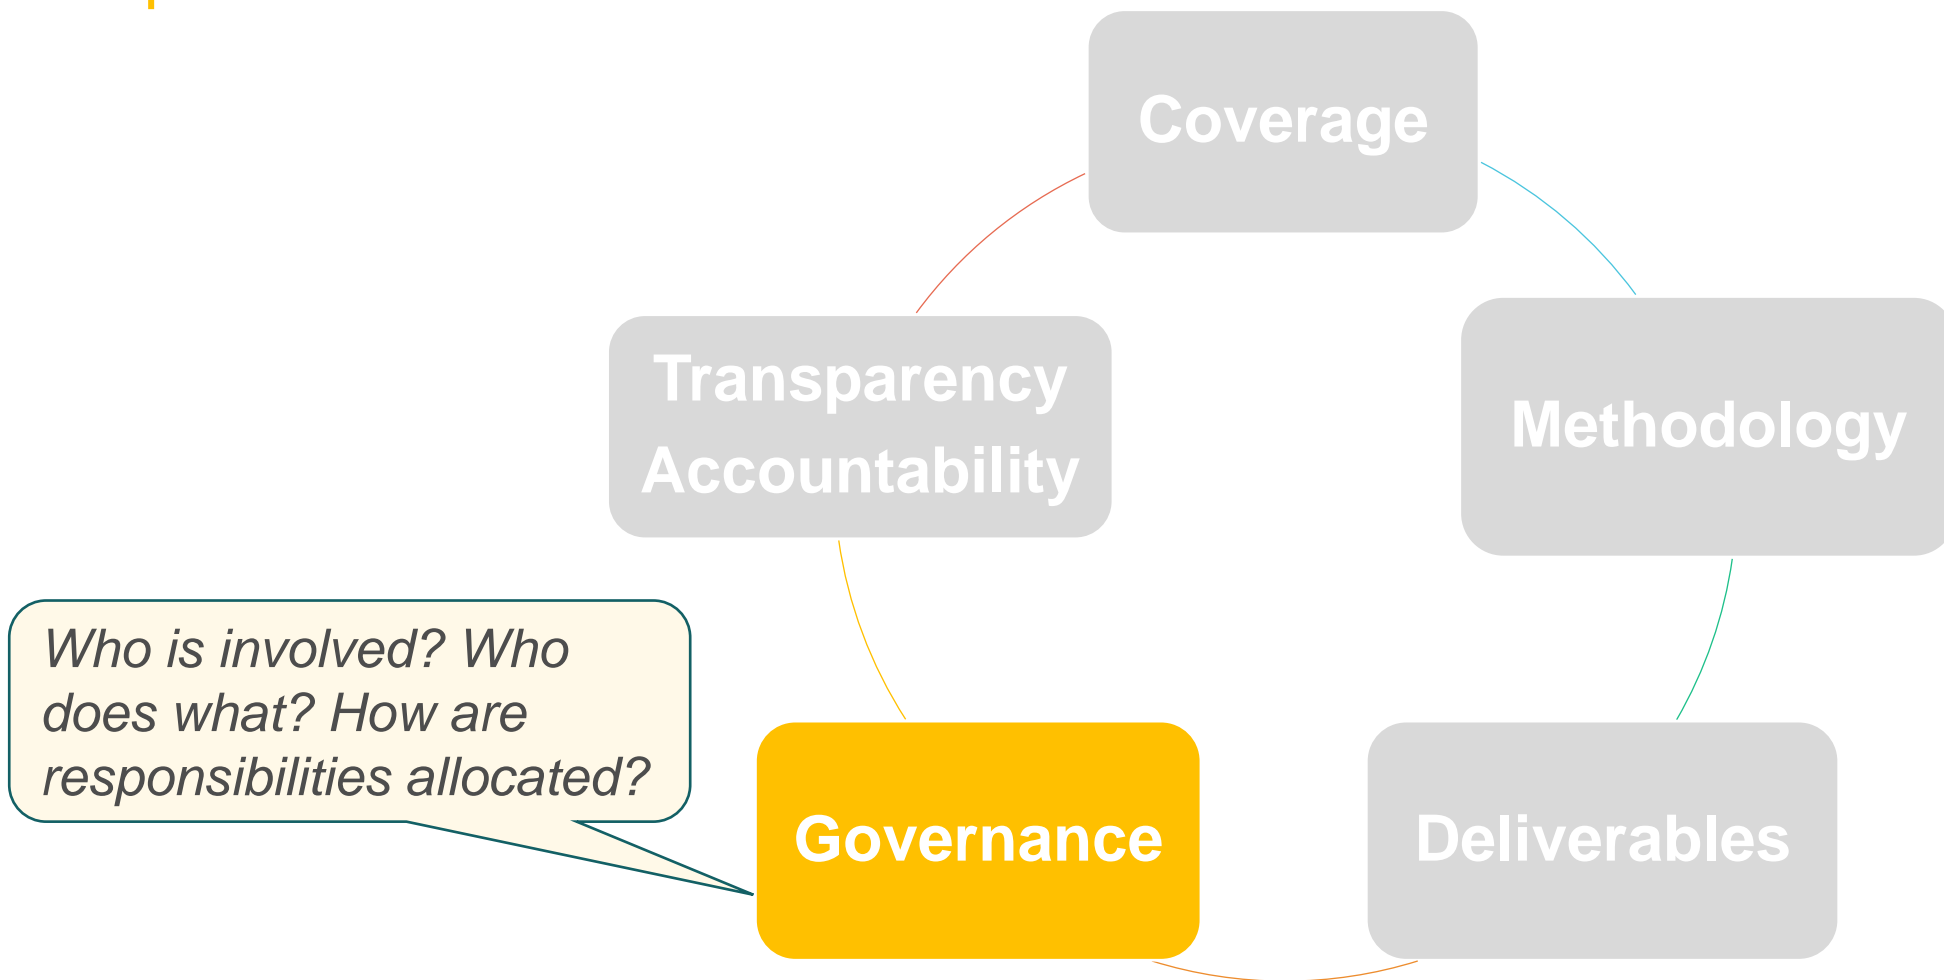 Coverage
Transparency
Accountability
Methodology
Who is involved? Who
does what? How are
responsibilities allocated?
Governance
Deliverables